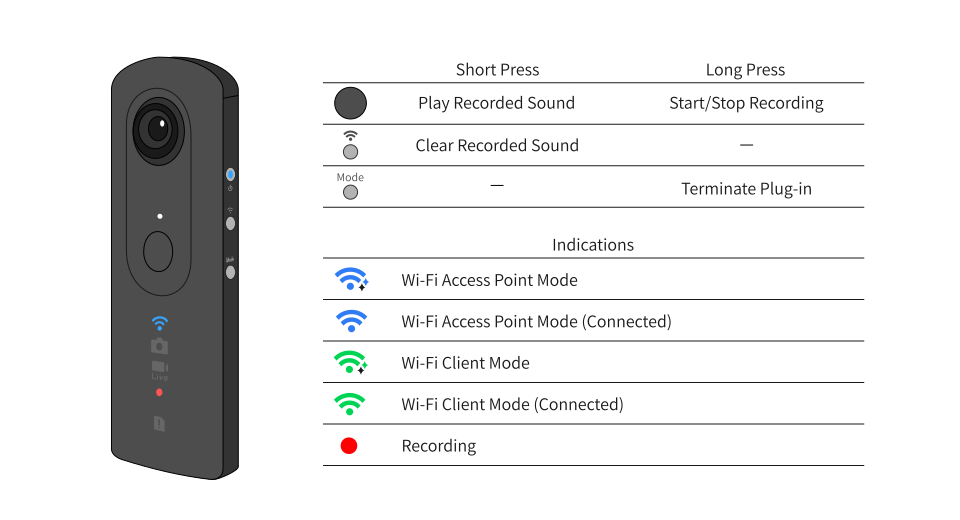 Short Press Long Press
Play Recorded Sound Start/Stop Recording
Clear Recorded Sound —
Mode — Terminate Plug-in
Indications
Wi-Fi Access Point Mode
Wi-Fi Access Point Mode (Connected)
Wi-Fi Client Mode
Wi-Fi Client Mode (Connected)
Recording
Mode
Live